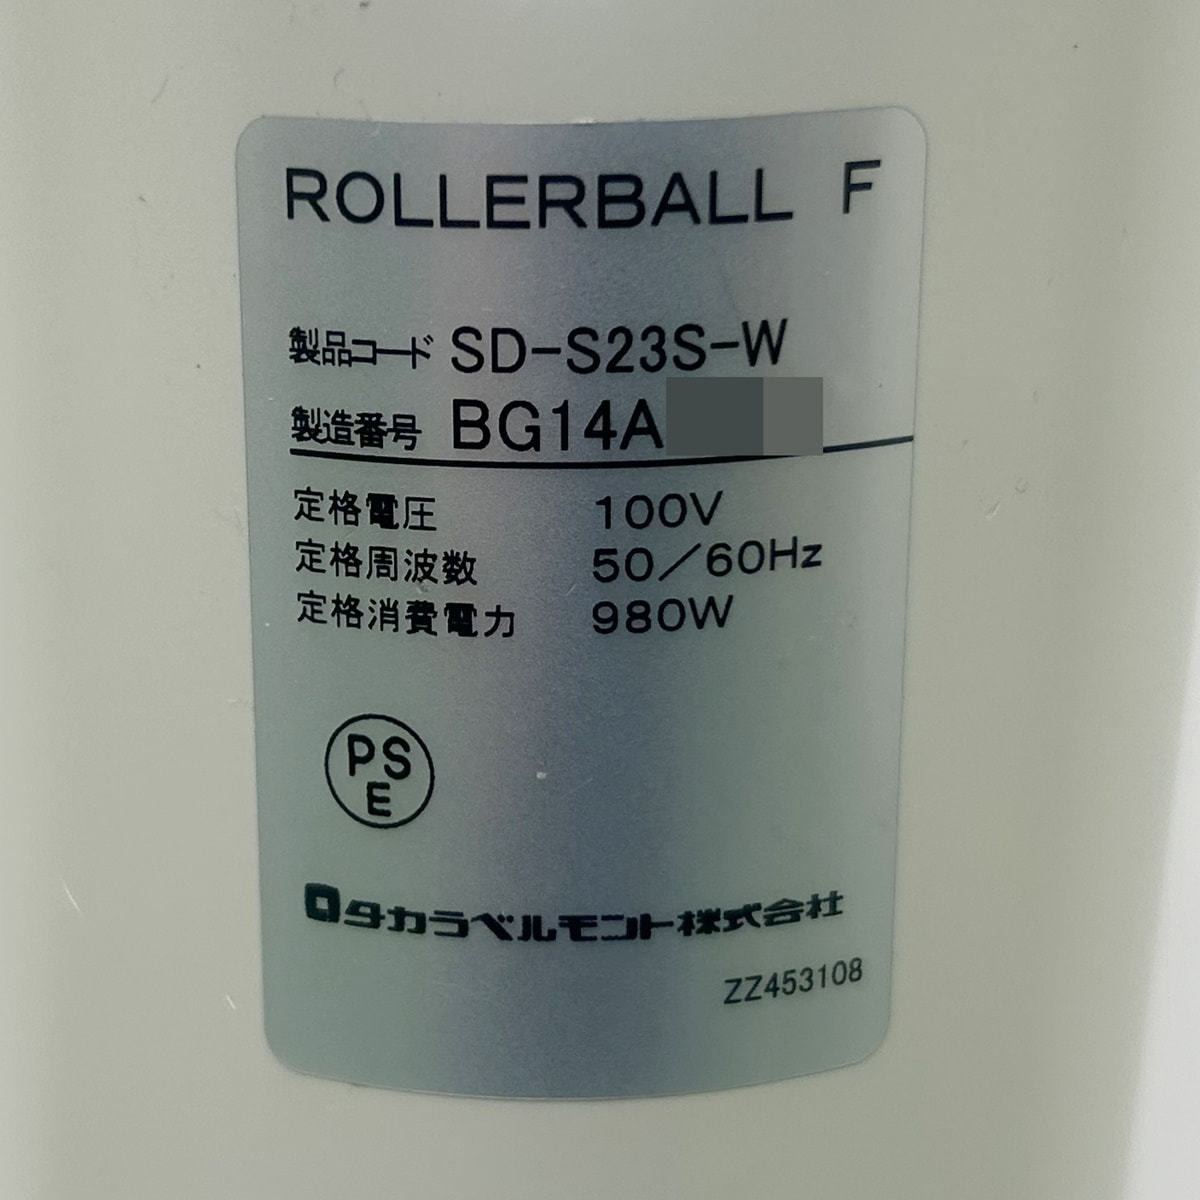 ROLLERBALL F
製品コード SD-S23S-W
製造番号 BG14A
定格電圧 100V
定格周波数 50/60Hz
定格消費電力 980W
PS
E
タカラベルモント株式会社
ZZ453108